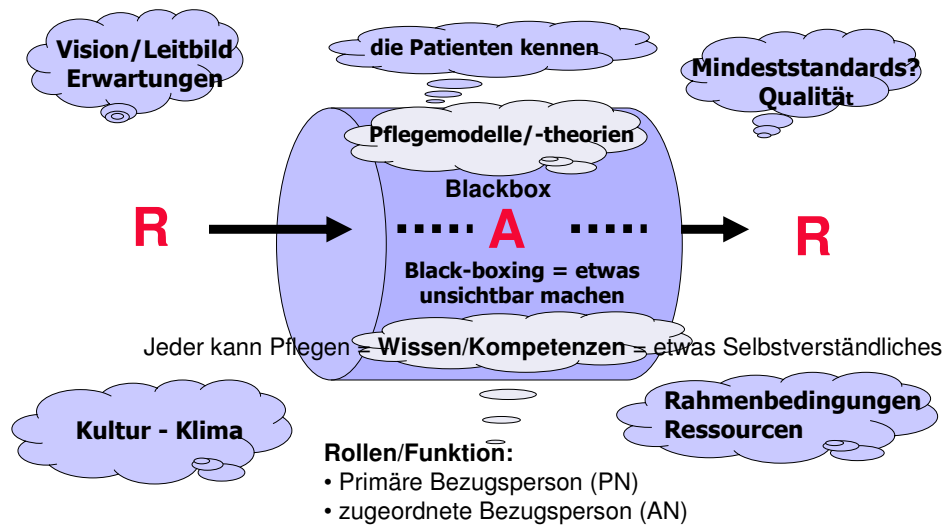 Vision/Leitbild
Erwartungen
die Patienten kennen
Mindeststandards?
Qualität
Pflegemodelle/-theorien
Blackbox
R
A
R
Black-boxing = etwas
unsichtbar machen
Jeder kann Pflegen = Wissen/Kompetenzen = etwas Selbstverständliches
Kultur - Klima
Rahmenbedingungen
Ressourcen
Rollen/Funktion:
• Primäre Bezugsperson (PN)
• zugeordnete Bezugsperson (AN)